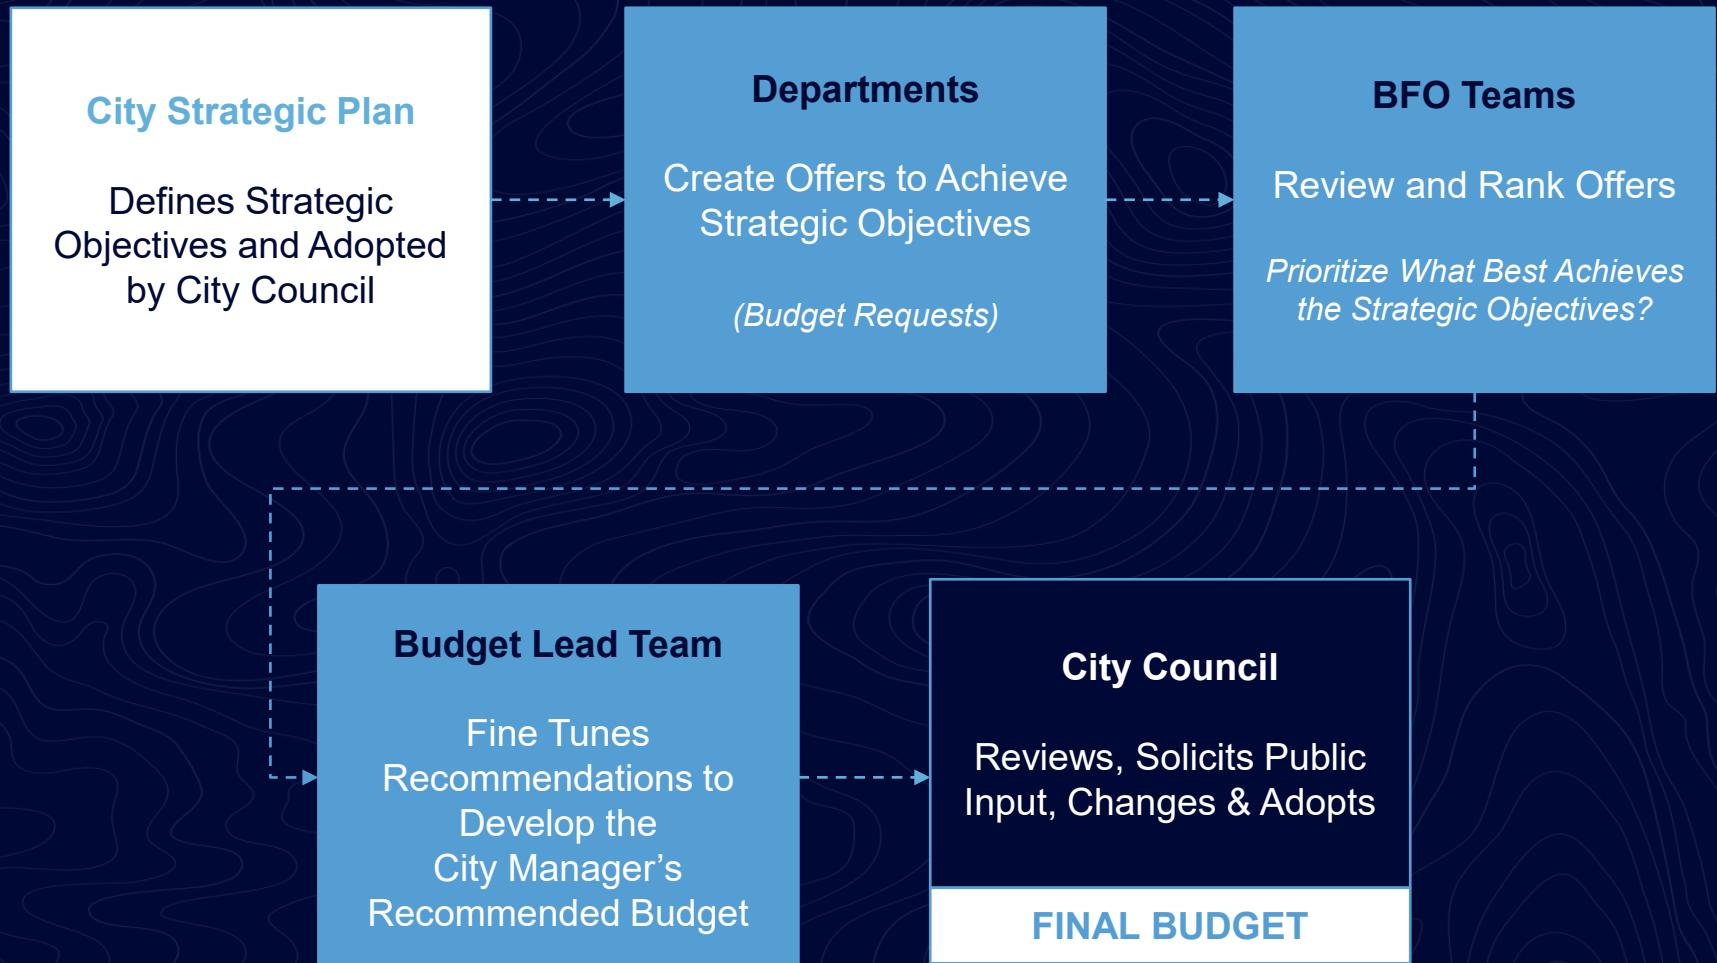 City Strategic Plan
Defines Strategic
Objectives and Adopted
by City Council
Departments
Create Offers to Achieve
Strategic Objectives
(Budget Requests)
BFO Teams
Review and Rank Offers
Prioritize What Best Achieves
the Strategic Objectives?
Budget Lead Team
Fine Tunes
Recommendations to
Develop the
City Manager’s
Recommended Budget
City Council
Reviews, Solicits Public
Input, Changes & Adopts
FINAL BUDGET